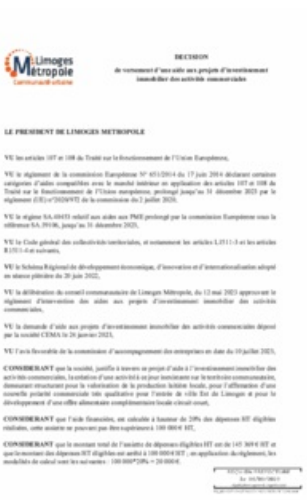 Limoges
Métropole
Communauté urbaine
DECISION
de versement d'une aide aux projets d'investissement
immobilier des activités commerciales
LE PRESIDENT DE LIMOGES METROPOLE
VU les articles 107 et 108 du Traité sur le fonctionnement de l'Union Européenne,
VU le règlement de la commission Européenne N° 651/2014 du 17 juin 2014 déclarant certaines
catégories d'aides compatibles avec le marché intérieur en application des articles 107 et 108 du
Traité sur le fonctionnement de l'Union européenne, prolongé jusqu'au 31 décembre 2023 par le
règlement (UE) n°2020/972 de la commission du 2 juillet 2020,
VU le régime relatif aux aides aux PME prolongé par la commission Européenne sous la
référence jusqu'au 31 décembre 2023,
VU le Code général des collectivités territoriales, et notamment les articles L1511-3 et les articles
et suivants,
VU le Schéma Régional de développement économique, d'innovation et d'internationalisation adopté
en séance plénière du 20 juin 2022,
VU la délibération du conseil communautaire de Limoges Métropole, du 12 mai 2023 approuvant le
règlement d'intervention des aides aux projets d'investissement immobilier des activités
commerciales,
VU la demande d'aide aux projets d'investissement immobilier des activités commerciales déposé
par la société CEMA le 26 janvier 2023,
VU l'avis favorable de la commission d'accompagnement des entreprises en date du 10 juillet 2023,
CONSIDERANT que la société, justifie à travers ce projet d'aide à l'investissement immobilier des
activités commerciales, la création d'une activité sur le territoire communautaire,
demeurant structurant pour la valorisation de la production laitière locale, pour l'affirmation d'une
nouvelle polarité commerciale très qualitative pour l'entrée de ville Est de Limoges et pour le
développement d'une offre alimentaire complémentaire locale circuit court,
CONSIDERANT que l'aide financière, est calculée à hauteur de 20% des dépenses HT éligibles
réalisées, cette assiette ne pouvant pas être supérieure à 100 000 € HT,
CONSIDERANT que le montant total de l'assiette de dépenses éligibles HT est de 145 369 € HT et
que le montant des dépenses HT éligibles est arrêté à 100 000 € HT ; en application du règlement, les
modalités de calcul sont les suivantes : 100 000*20% = 20 000 €.